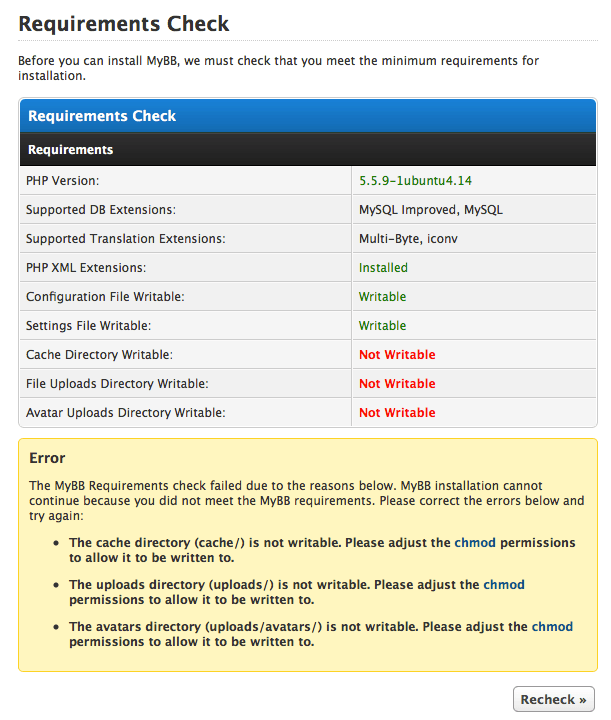 Requirements Check
Before you can install MyBB, we must check that you meet the minimum requirements for
installation.
Requirements Check
Requirements
PHP Version: 5.5.9-1ubuntu4.14
Supported DB Extensions: MySQL Improved, MySQL
Supported Translation Extensions: Multi-Byte, iconv
PHP XML Extensions: Installed
Configuration File Writable: Writable
Settings File Writable: Writable
Cache Directory Writable: Not Writable
File Uploads Directory Writable: Not Writable
Avatar Uploads Directory Writable: Not Writable
Error
The MyBB Requirements check failed due to the reasons below. MyBB installation cannot
continue because you did not meet the MyBB requirements. Please correct the errors below and
try again:
• The cache directory (cache/) is not writable. Please adjust the chmod permissions
to allow it to be written to.
• The uploads directory (uploads/) is not writable. Please adjust the chmod
permissions to allow it to be written to.
• The avatars directory (uploads/avatars/) is not writable. Please adjust the chmod
permissions to allow it to be written to.
Recheck »